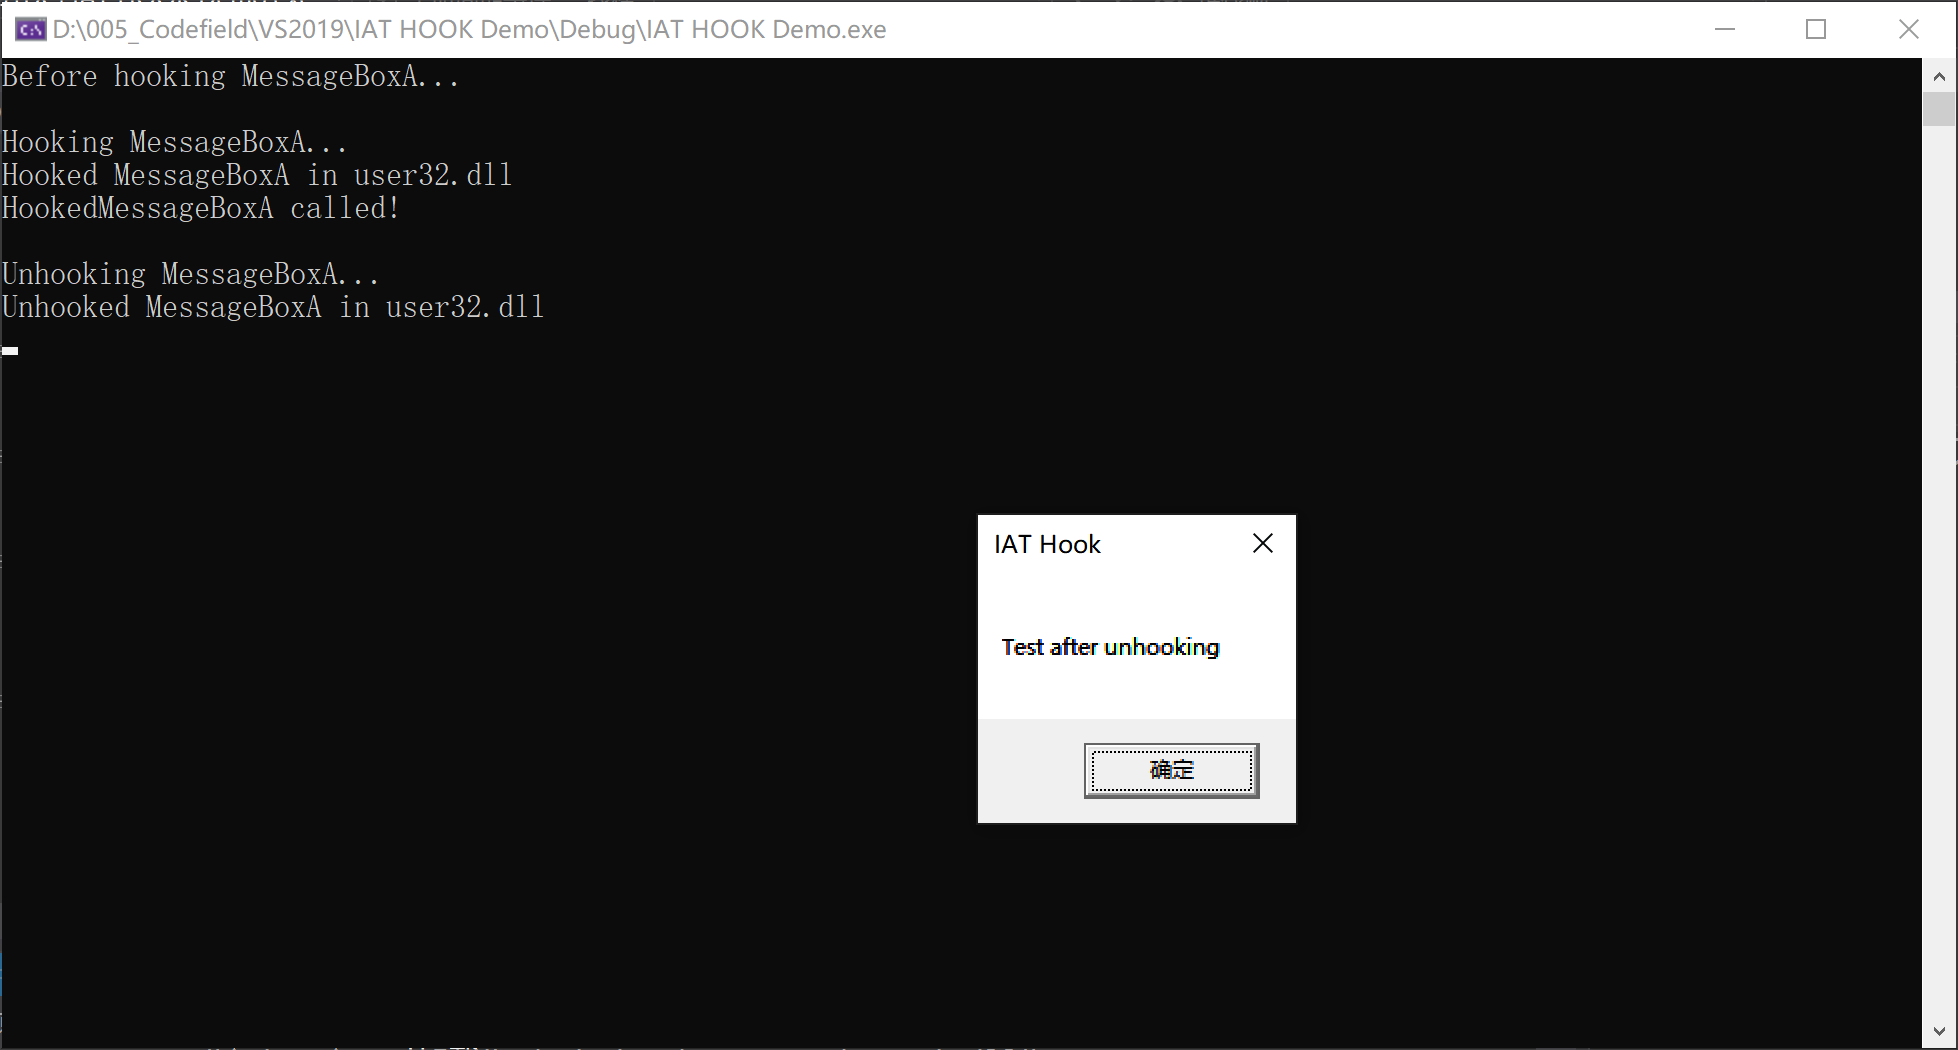 D:\005_Codefield\VS2019\IAT HOOK Demo\Debug\IAT HOOK Demo.exe
Before hooking MessageBoxA...
Hooking MessageBoxA...
Hooked MessageBoxA in user32.dll
HookedMessageBoxA called!
Unhooking MessageBoxA...
Unhooked MessageBoxA in user32.dll
IAT Hook
Test after unhooking
确定